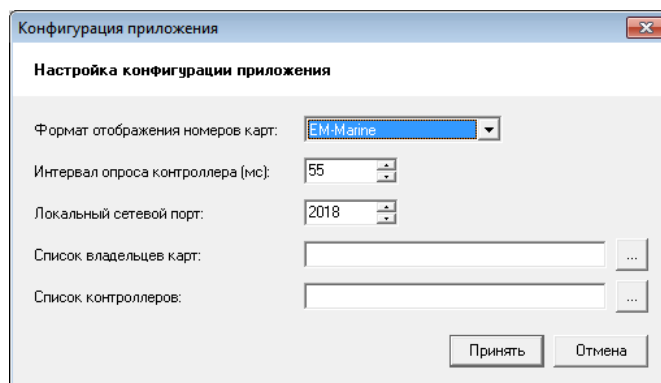 Конфигурация приложения
Настройка конфигурации приложения
Формат отображения номеров карт: EM-Marine
Интервал опроса контроллера (мс): 55
Локальный сетевой порт: 2018
Список владельцев карт: ...
Список контроллеров: ...
Принять Отмена